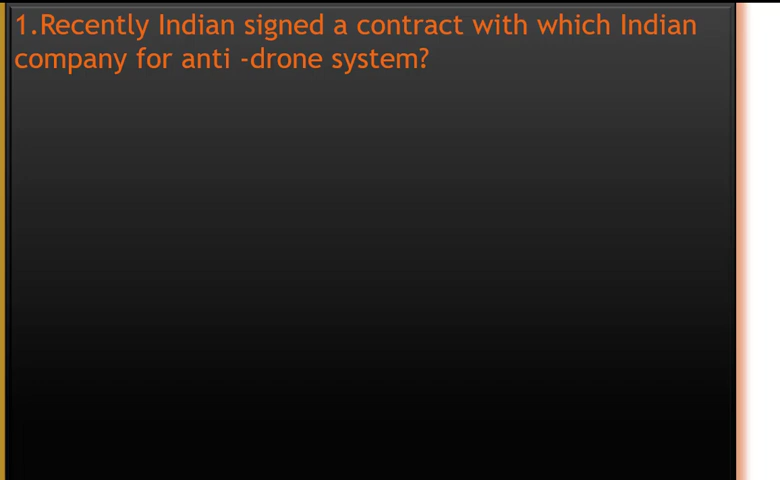 1.Recently Indian signed a contract with which Indian
company for anti -drone system?